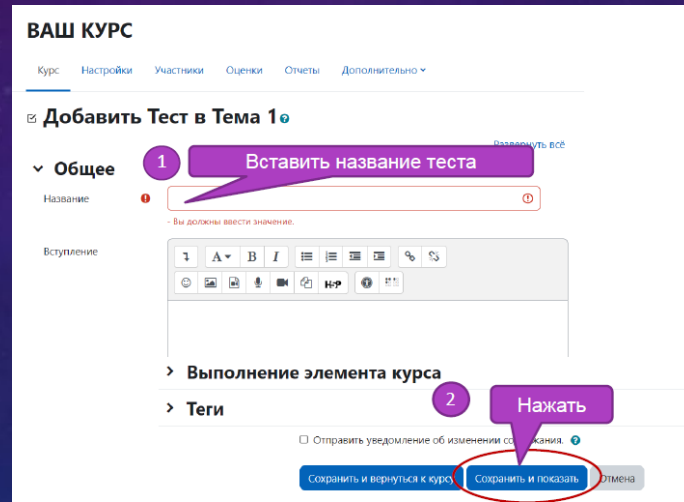 ВАШ КУРС
Курс Настройки Участники Оценки Отчеты Дополнительно
Добавить Тест в Тема 1
Развернуть всё
1 Вставить название теста
Общее
Название
- Вы должны ввести значение.
Вступление
A B I
H-P
Выполнение элемента курса
2 Нажать
Теги
Отправить уведомление об изменении содержания.
Сохранить и вернуться к курсу Сохранить и показать Отмена